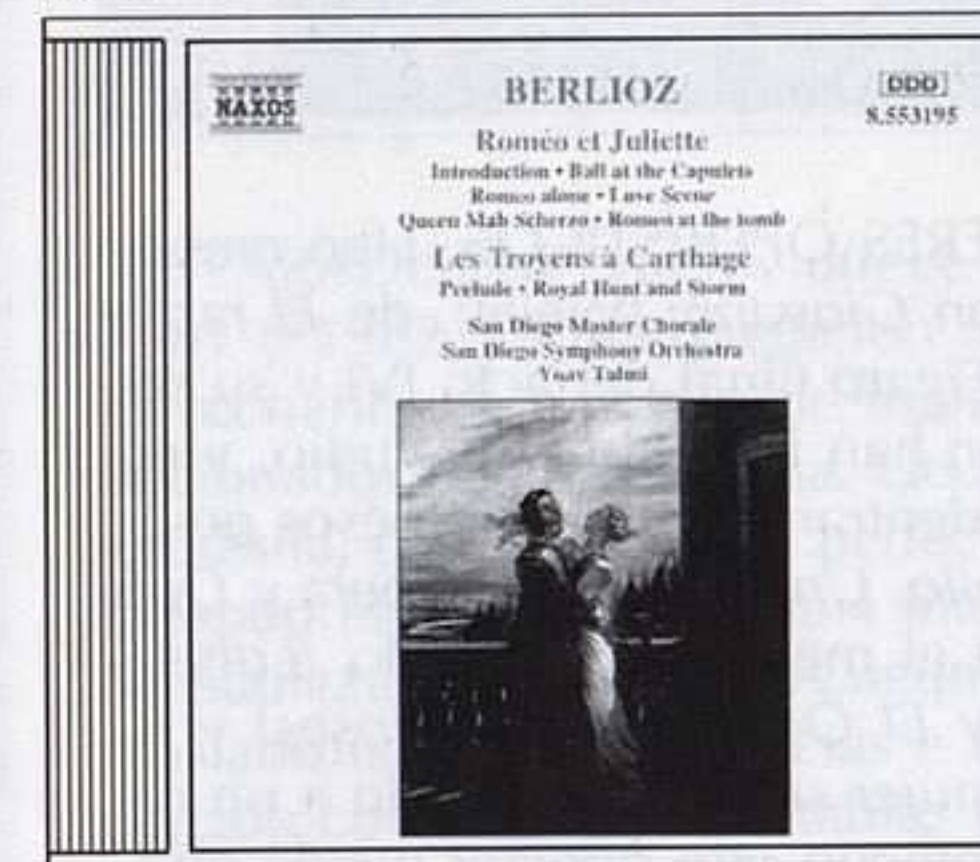 NAXOS
BERLIOZ
DDD
8.553195
Roméo et Juliette
Introduction • Ball at the Capulets
Romeo alone • Love Scene
Queen Mab Scherzo • Romeo at the tomb
Les Troyens à Carthage
Prelude • Royal Hunt and Storm
San Diego Master Chorale
San Diego Symphony Orchestra
Yoav Talmi